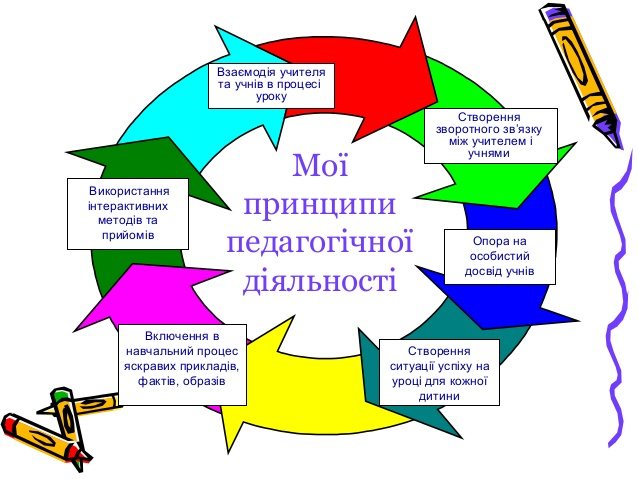 Мої
принципи
педагогічної
діяльності
Взаємодія учителя
та учнів в процесі
уроку
Створення
зворотного зв’язку
між учителем і
учнями
Опора на
особистий
досвід учнів
Створення
ситуації успіху на
уроці для кожної
дитини
Включення в
навчальний процес
яскравих прикладів,
фактів, образів
Використання
інтерактивних
методів та
прийомів